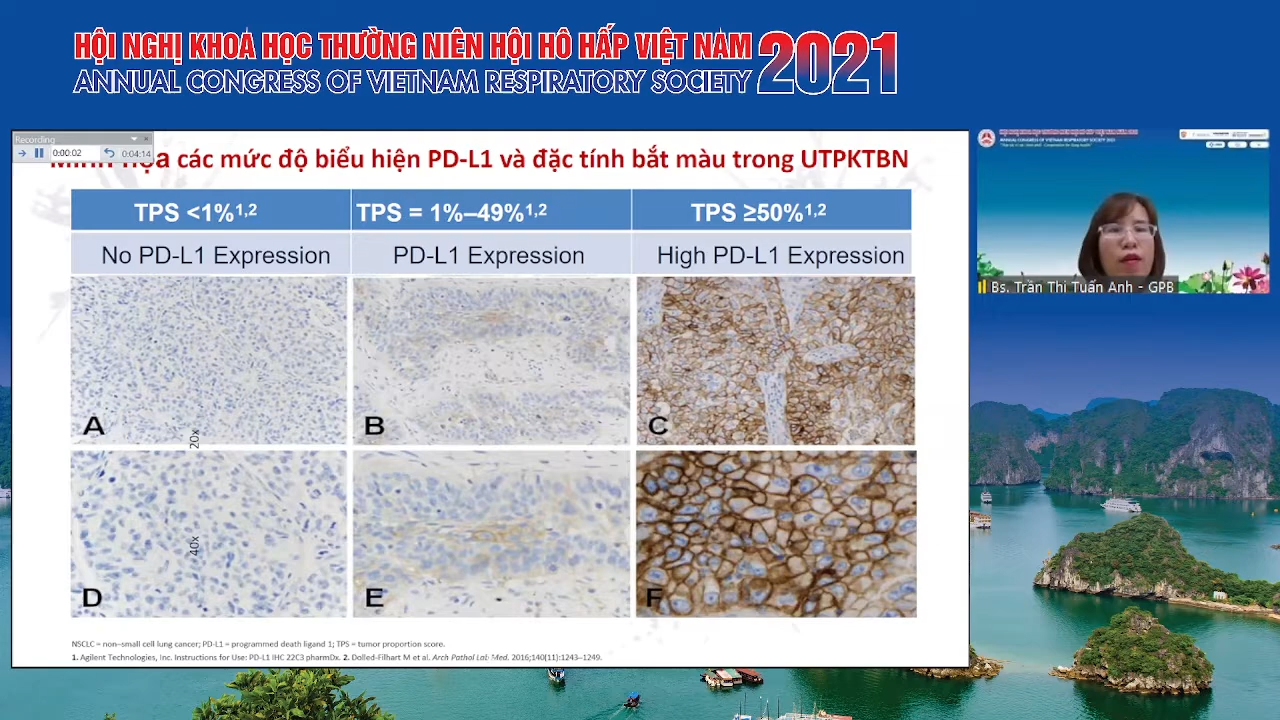 HỘI NGHỊ KHOA HỌC THƯỜNG NIÊN HỘI HÔ HẤP VIỆT NAM 2021
ANNUAL CONGRESS OF VIETNAM RESPIRATORY SOCIETY
Recording
0:00:02
0:04:14
Minh họa các mức độ biểu hiện PD-L1 và đặc tính bắt màu trong UTPKTBN
TPS <1%1,2
TPS = 1%–49%1,2
TPS ≥50%1,2
No PD-L1 Expression
PD-L1 Expression
High PD-L1 Expression
A
B
C
20x
D
E
F
40x
NSCLC = non–small cell lung cancer; PD-L1 = programmed death ligand 1; TPS = tumor proportion score.
1. Agilent Technologies, Inc. Instructions for Use: PD-L1 IHC 22C3 pharmDx. 2. Dolled-Filhart M et al. Arch Pathol Lab Med. 2016;140(11):1243–1249.
Bs. Trần Thị Tuấn Anh - GPB